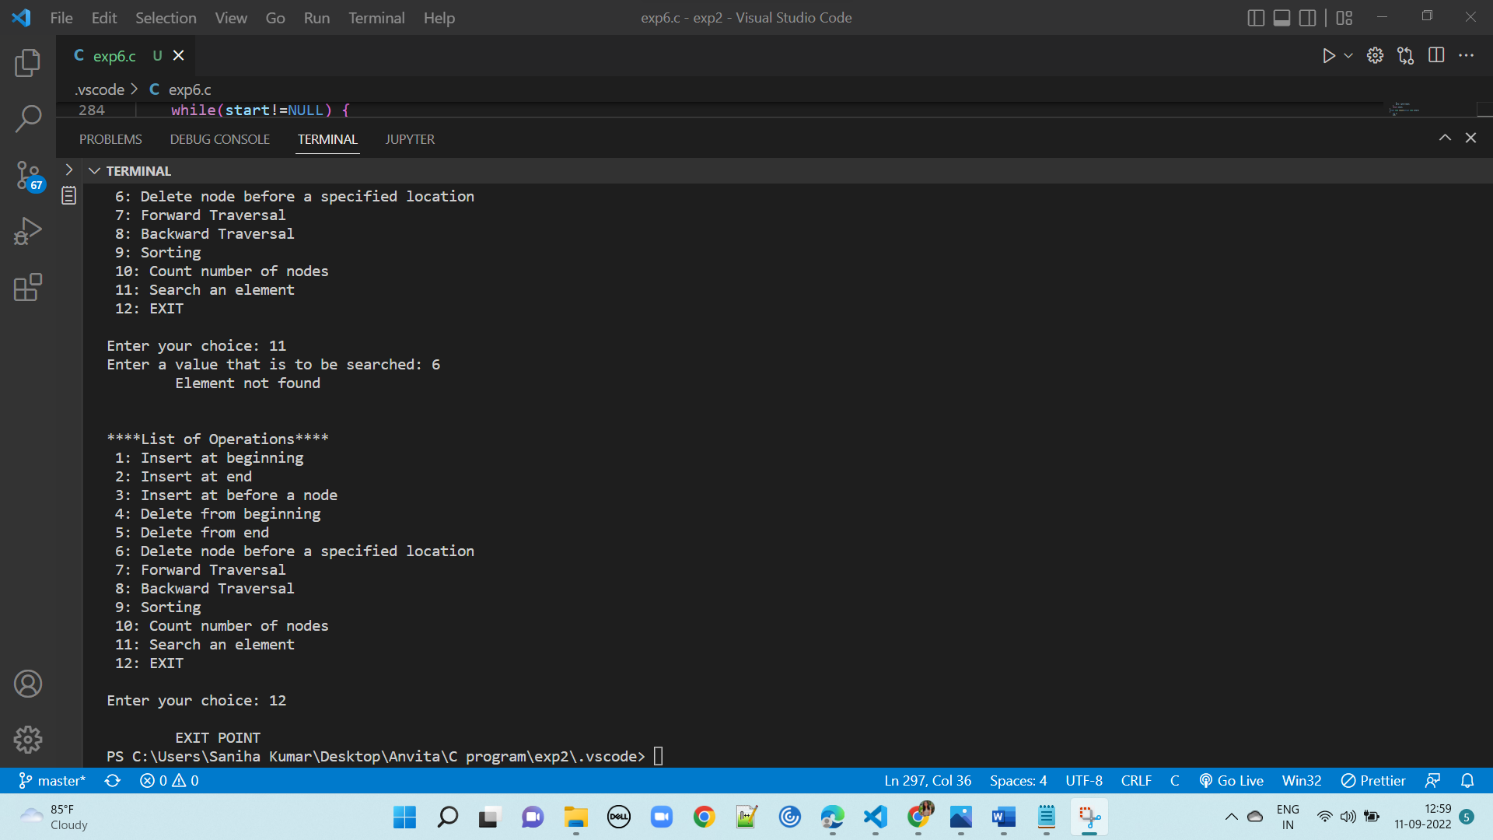 File Edit Selection View Go Run Terminal Help exp6.c - exp2 - Visual Studio Code
C exp6.c U
.vscode > C exp6.c
284 while(start!=NULL) {
PROBLEMS DEBUG CONSOLE TERMINAL JUPYTER
TERMINAL
6: Delete node before a specified location
7: Forward Traversal
8: Backward Traversal
9: Sorting
10: Count number of nodes
11: Search an element
12: EXIT
Enter your choice: 11
Enter a value that is to be searched: 6
Element not found
****List of Operations****
1: Insert at beginning
2: Insert at end
3: Insert at before a node
4: Delete from beginning
5: Delete from end
6: Delete node before a specified location
7: Forward Traversal
8: Backward Traversal
9: Sorting
10: Count number of nodes
11: Search an element
12: EXIT
Enter your choice: 12
EXIT POINT
PS C:\Users\Saniha Kumar\Desktop\Anvita\C program\exp2\.vscode>
67
master* 0 0 Ln 297, Col 36 Spaces: 4 UTF-8 CRLF C Go Live Win32 Prettier
85°F
Cloudy
DELL
ENG
IN
12:59
11-09-2022
5